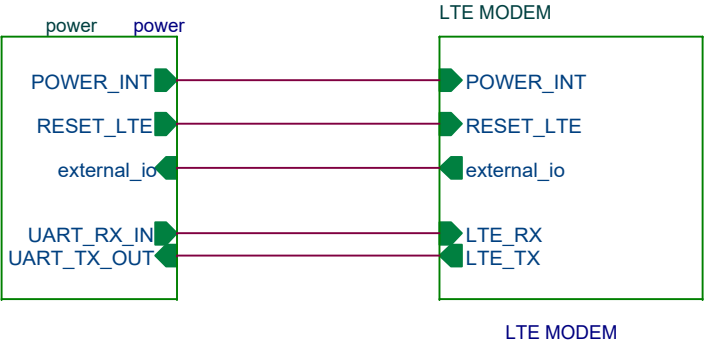 power power
LTE MODEM
POWER_INT
RESET_LTE
external_io
UART_RX_IN
UART_TX_OUT
POWER_INT
RESET_LTE
external_io
LTE_RX
LTE_TX
LTE MODEM